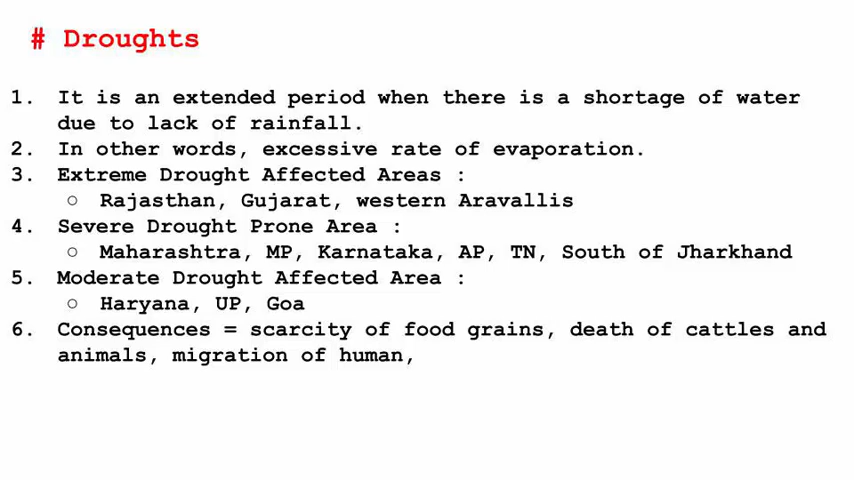 # Droughts
1. It is an extended period when there is a shortage of water
due to lack of rainfall.
2. In other words, excessive rate of evaporation.
3. Extreme Drought Affected Areas :
○ Rajasthan, Gujarat, western Aravallis
4. Severe Drought Prone Area :
○ Maharashtra, MP, Karnataka, AP, TN, South of Jharkhand
5. Moderate Drought Affected Area :
○ Haryana, UP, Goa
6. Consequences = scarcity of food grains, death of cattles and
animals, migration of human,